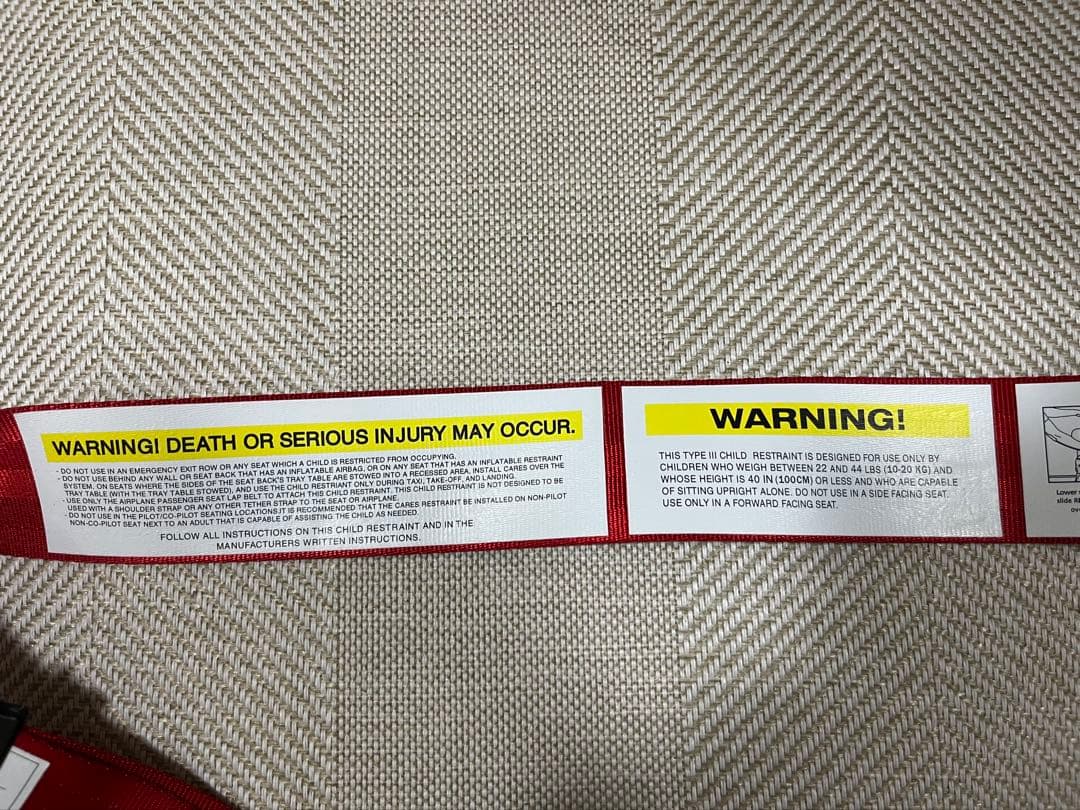 WARNING! DEATH OR SERIOUS INJURY MAY OCCUR.
- DO NOT USE IN AN EMERGENCY EXIT ROW OR ANY SEAT WHICH A CHILD IS RESTRICTED FROM OCCUPYING.
- DO NOT USE BEHIND ANY WALL OR SEAT BACK THAT HAS AN INFLATABLE AIRBAG, OR ON ANY SEAT THAT HAS AN INFLATABLE RESTRAINT
SYSTEM. ON SEATS WHERE THE SIDES OF THE SEAT BACK'S TRAY TABLE ARE STOWED INTO A RECESSED AREA, INSTALL CARES OVER THE
TRAY TABLE (WITH THE TRAY TABLE STOWED), AND USE THE CHILD RESTRAINT ONLY DURING TAXI, TAKE-OFF, AND LANDING.
- USE ONLY THE AIRPLANE PASSENGER SEAT LAP BELT TO ATTACH THIS CHILD RESTRAINT. THIS CHILD RESTRAINT IS NOT DESIGNED TO BE
USED WITH A SHOULDER STRAP OR ANY OTHER TETHER STRAP TO THE SEAT OR AIRPLANE.
- DO NOT USE IN THE PILOT/CO-PILOT SEATING LOCATIONS.IT IS RECOMMENDED THAT THE CARES RESTRAINT BE INSTALLED ON NON-PILOT
NON-CO-PILOT SEAT NEXT TO AN ADULT THAT IS CAPABLE OF ASSISTING THE CHILD AS NEEDED.
FOLLOW ALL INSTRUCTIONS ON THIS CHILD RESTRAINT AND IN THE
MANUFACTURERS WRITTEN INSTRUCTIONS.
WARNING!
THIS TYPE III CHILD RESTRAINT IS DESIGNED FOR USE ONLY BY
CHILDREN WHO WEIGH BETWEEN 22 AND 44 LBS (10-20 KG) AND
WHOSE HEIGHT IS 40 IN (100CM) OR LESS AND WHO ARE CAPABLE
OF SITTING UPRIGHT ALONE. DO NOT USE IN A SIDE FACING SEAT.
USE ONLY IN A FORWARD FACING SEAT.
Lower
slide